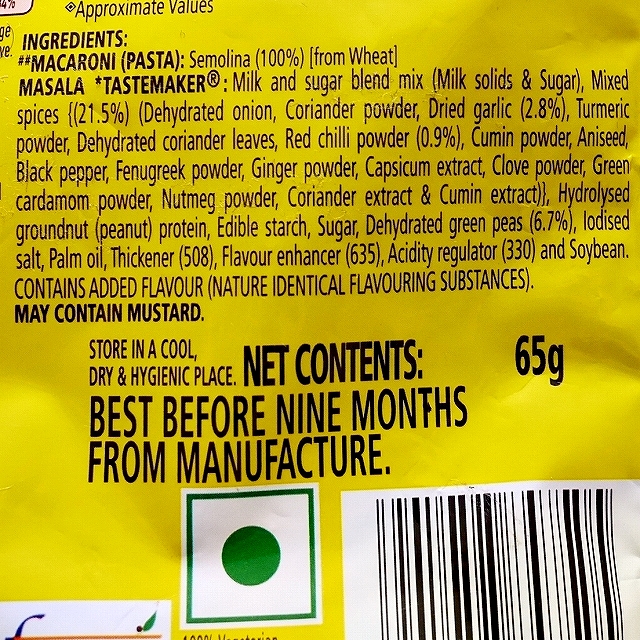 ◈Approximate Values
INGREDIENTS:
##MACARONI (PASTA): Semolina (100%) [from Wheat]
MASALA *TASTEMAKER®: Milk and sugar blend mix (Milk solids & Sugar), Mixed
spices {(21.5%) (Dehydrated onion, Coriander powder, Dried garlic (2.8%), Turmeric
powder, Dehydrated coriander leaves, Red chilli powder (0.9%), Cumin powder, Aniseed,
Black pepper, Fenugreek powder, Ginger powder, Capsicum extract, Clove powder, Green
cardamom powder, Nutmeg powder, Coriander extract & Cumin extract)}, Hydrolysed
groundnut (peanut) protein, Edible starch, Sugar, Dehydrated green peas (6.7%), Iodised
salt, Palm oil, Thickener (508), Flavour enhancer (635), Acidity regulator (330) and Soybean.
CONTAINS ADDED FLAVOUR (NATURE IDENTICAL FLAVOURING SUBSTANCES).
MAY CONTAIN MUSTARD.
STORE IN A COOL,
DRY & HYGIENIC PLACE.
NET CONTENTS: 65g
BEST BEFORE NINE MONTHS
FROM MANUFACTURE.
100% Vegetarian